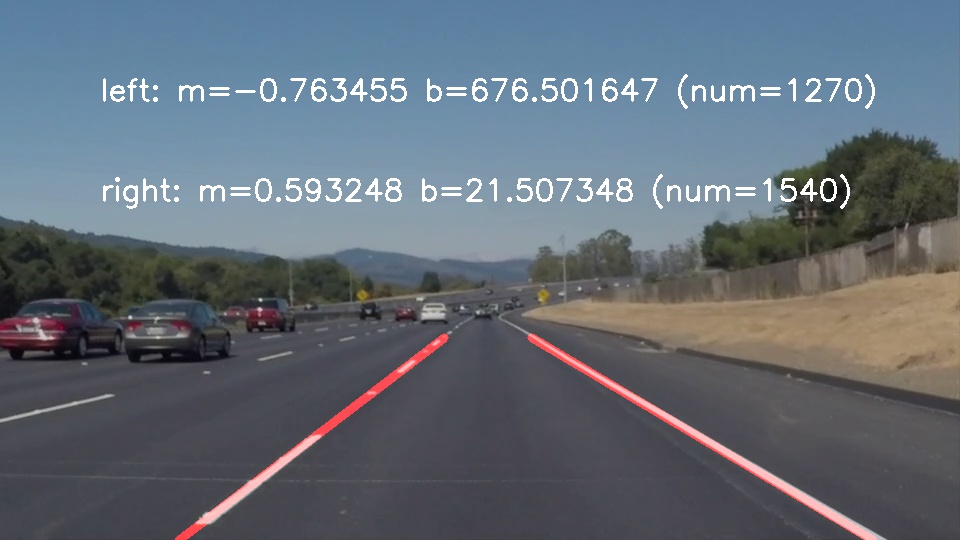 left: m=−0.763455 b=676.501647 (num=1270)
right: m=0.593248 b=21.507348 (num=1540)